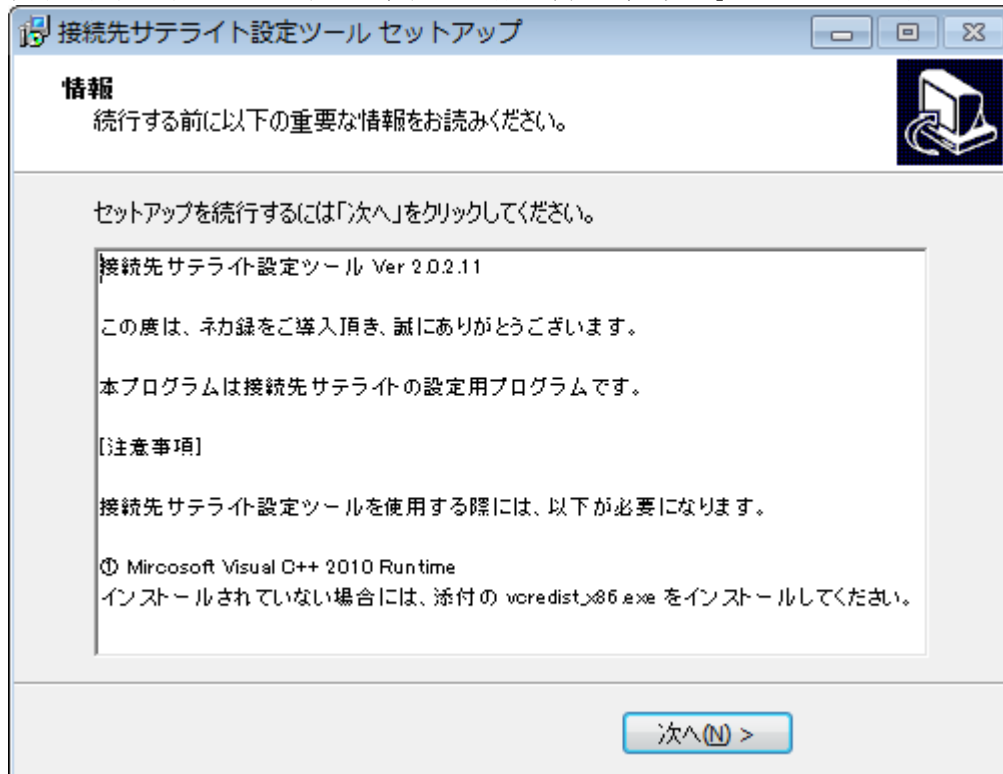 接続先サテライト設定ツール セットアップ
情報
続行する前に以下の重要な情報をお読みください。
セットアップを続行するには「次へ」をクリックしてください。
接続先サテライト設定ツール Ver 2.0.2.11
この度は、ネカ録をご導入頂き、誠にありがとうございます。
本プログラムは接続先サテライトの設定用プログラムです。
[注意事項]
接続先サテライト設定ツールを使用する際には、以下が必要になります。
① Mircosoft Visual C++ 2010 Runtime
インストールされていない場合には、添付の vcredist_x86.exe をインストールしてください。
次へ(N) >